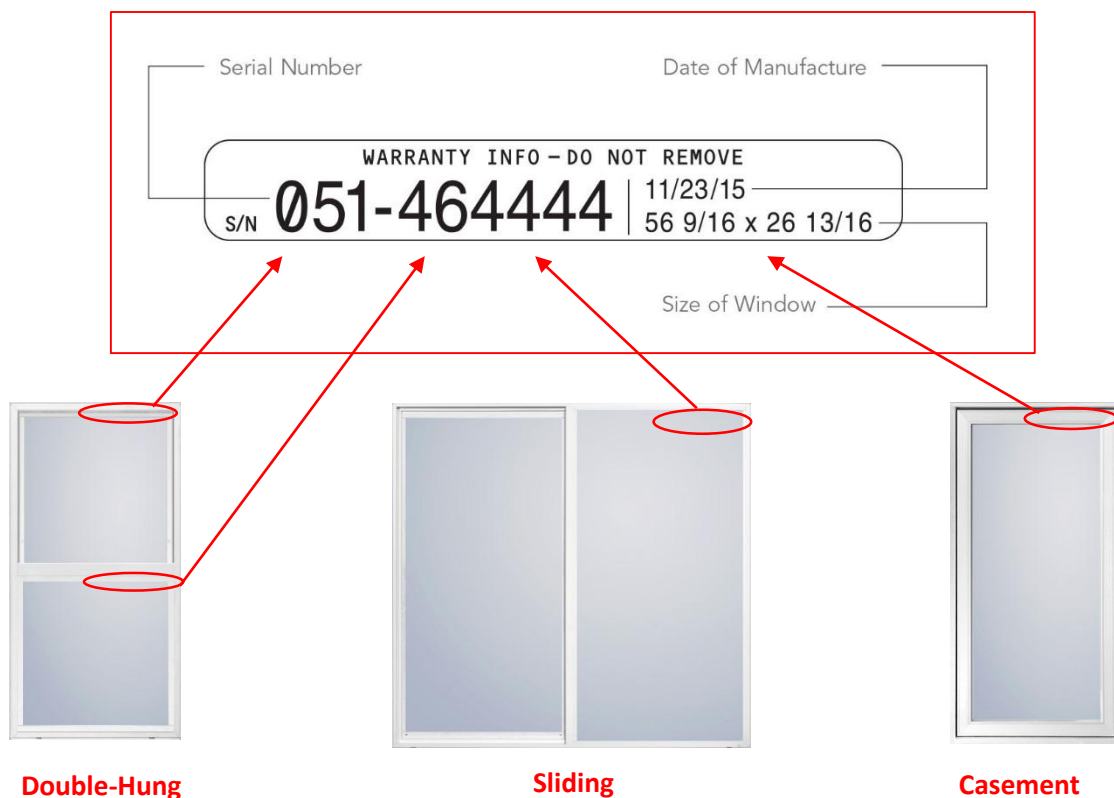 Serial Number
Date of Manufacture
WARRANTY INFO – DO NOT REMOVE
S/N 051-464444
11/23/15
56 9/16 x 26 13/16
Size of Window
Double-Hung
Sliding
Casement